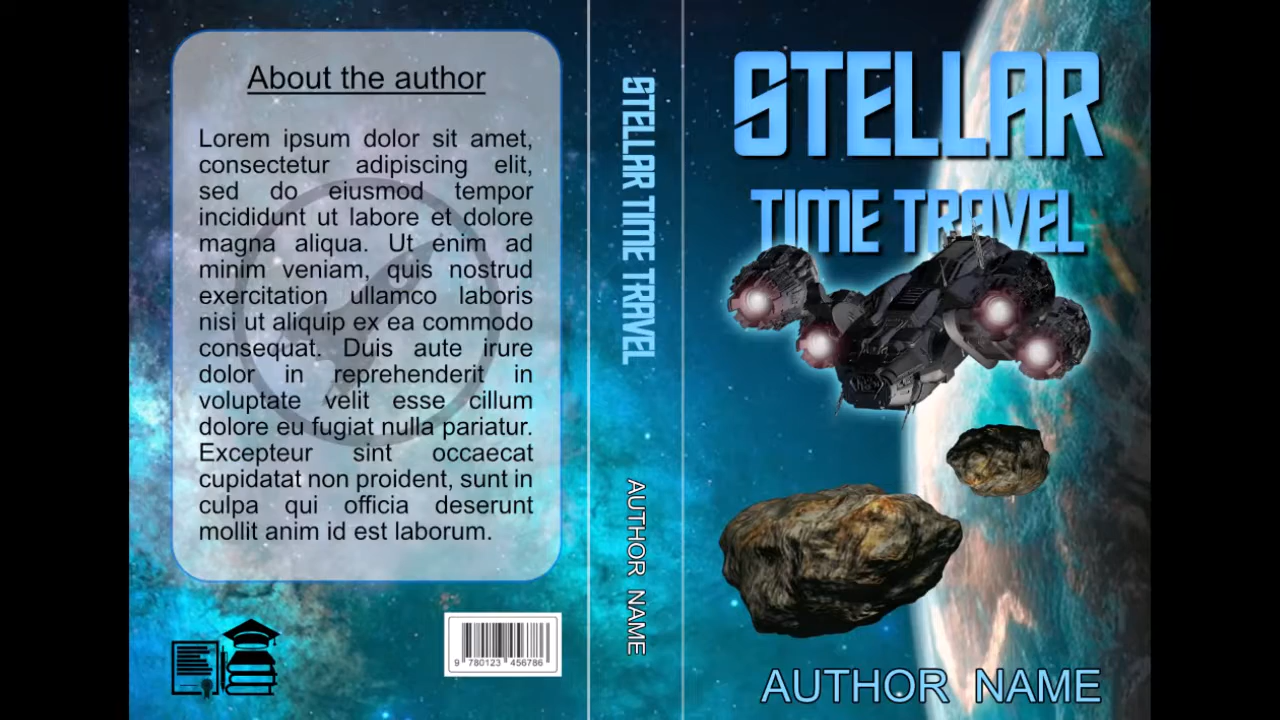 About the author
Lorem ipsum dolor sit amet,
consectetur adipiscing elit,
sed do eiusmod tempor
incididunt ut labore et dolore
magna aliqua. Ut enim ad
minim veniam, quis nostrud
exercitation ullamco laboris
nisi ut aliquip ex ea commodo
consequat. Duis aute irure
dolor in reprehenderit in
voluptate velit esse cillum
dolore eu fugiat nulla pariatur.
Excepteur sint occaecat
cupidatat non proident, sunt in
culpa qui officia deserunt
mollit anim id est laborum.
9 780123 456786
STELLAR TIME TRAVEL
AUTHOR NAME
STELLAR
TIME TRAVEL
AUTHOR NAME